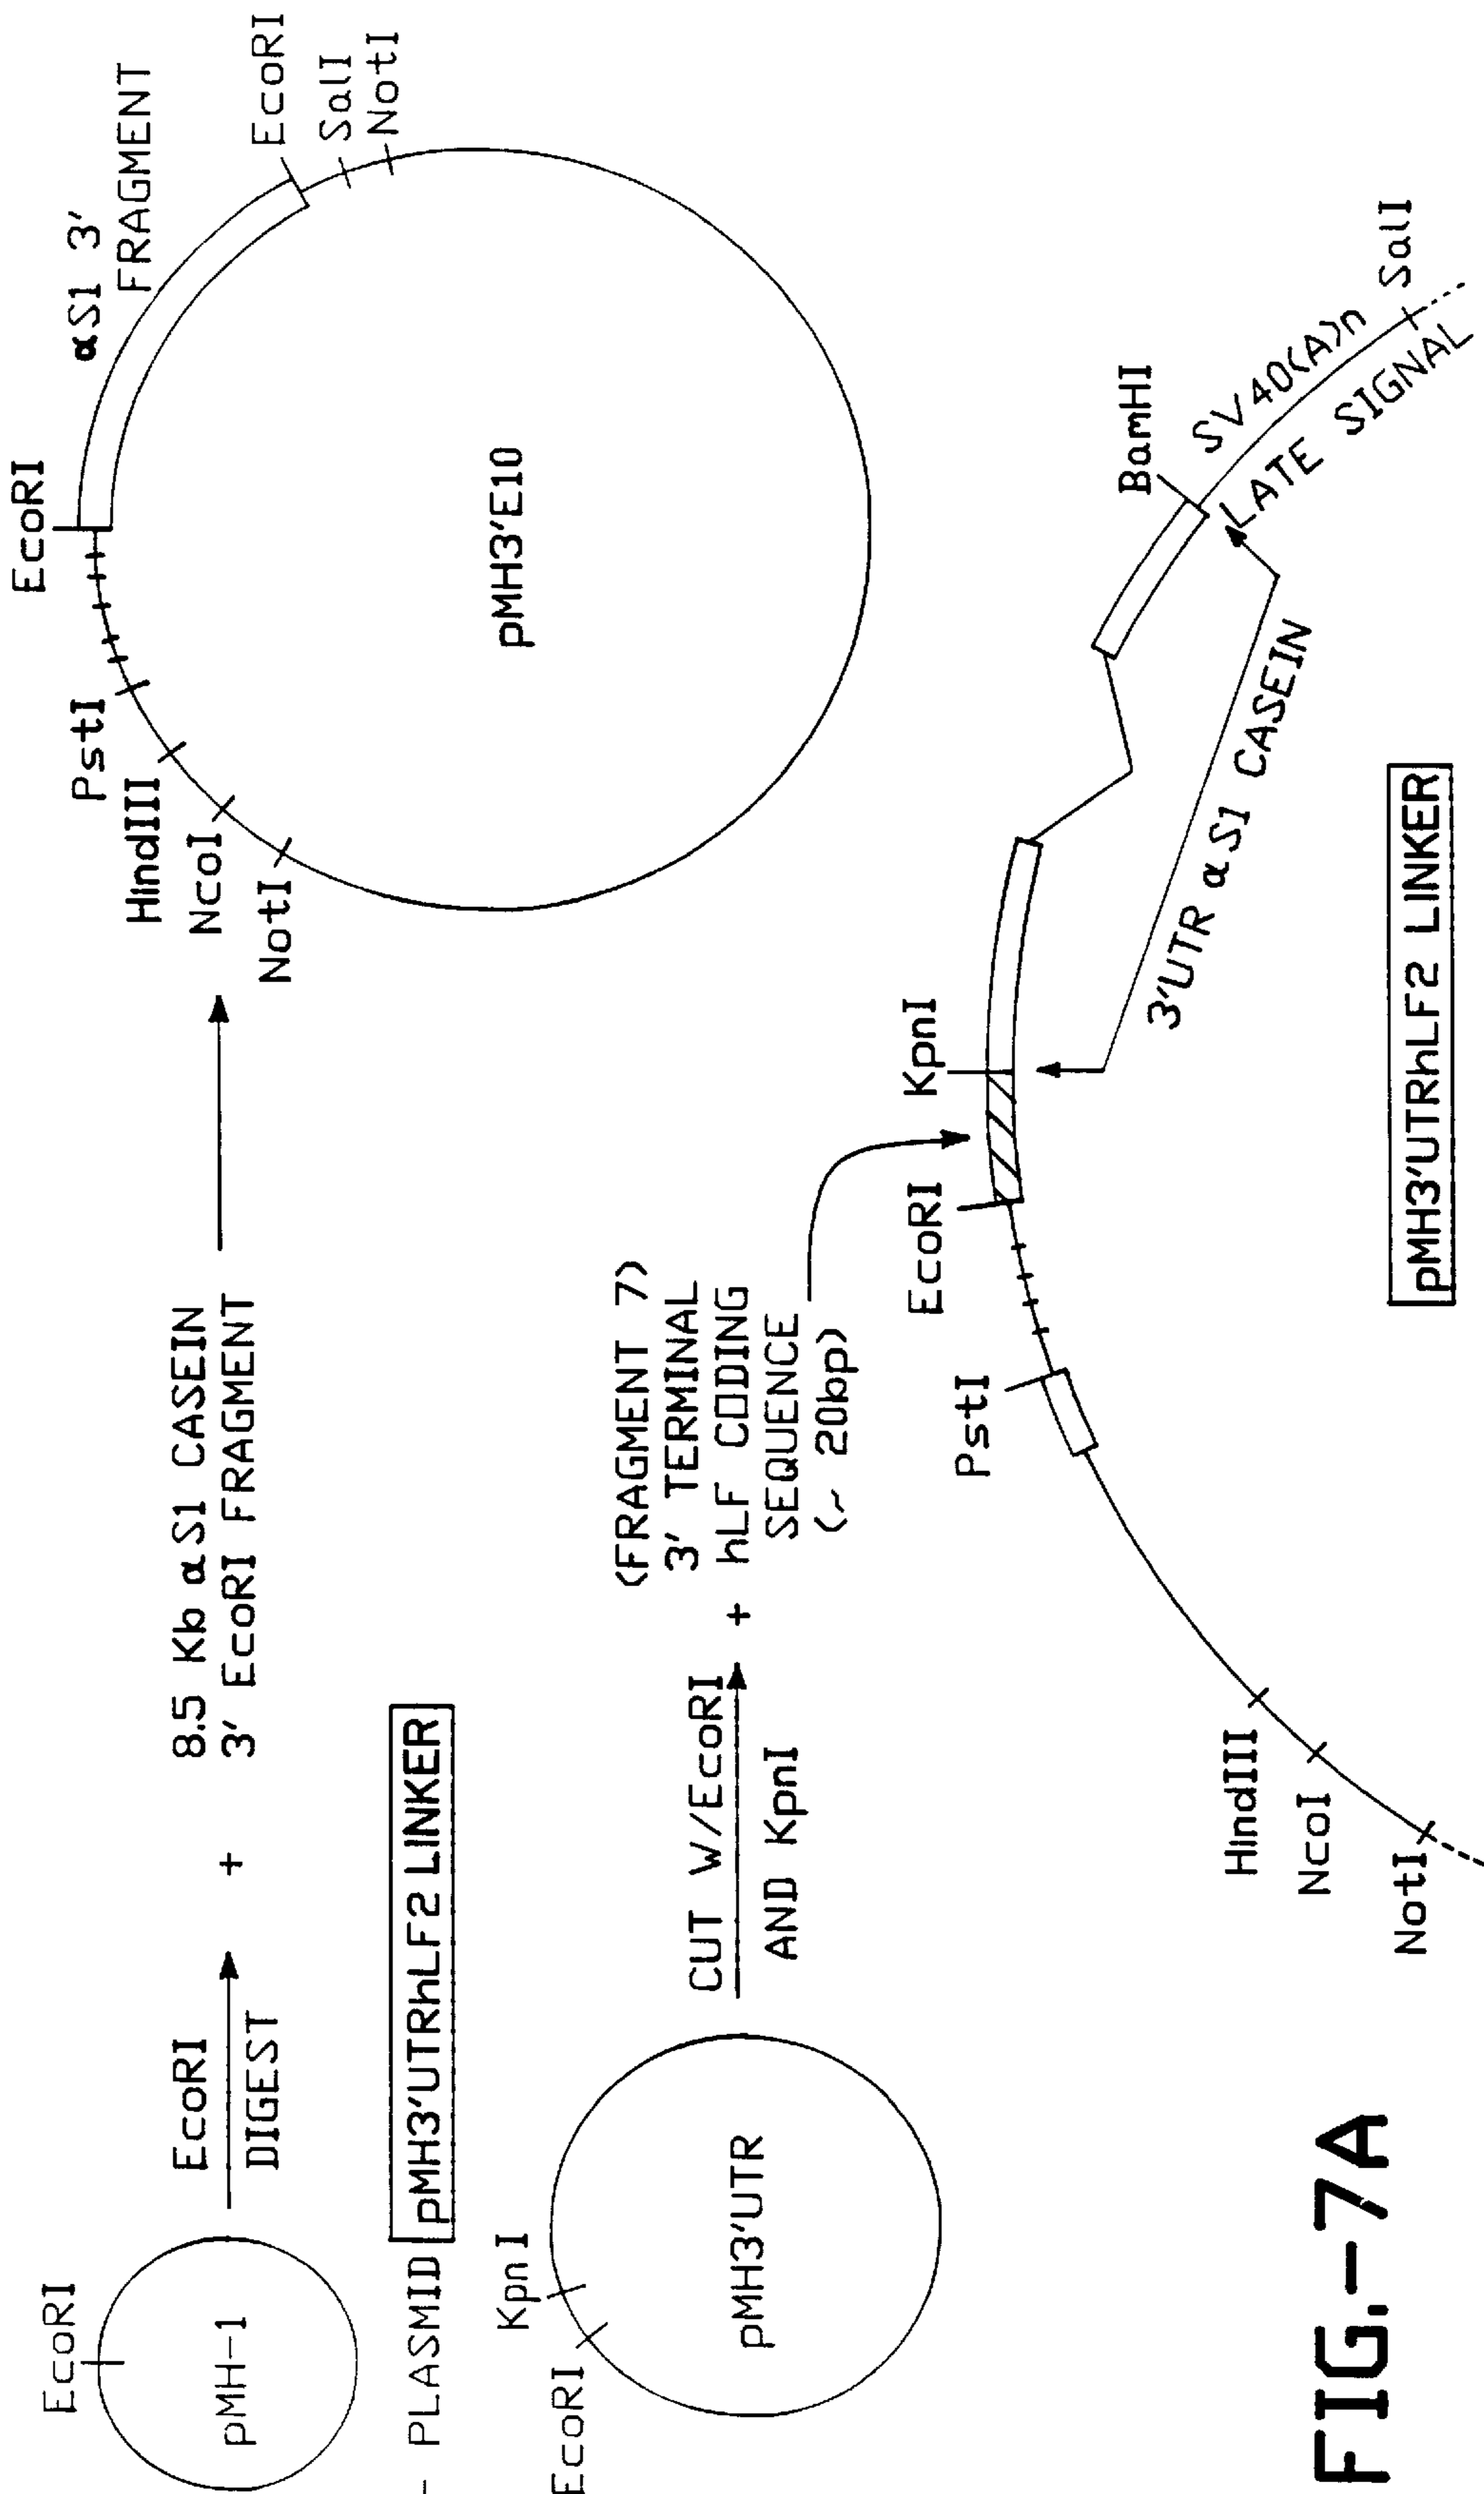 EcoRI
pMH-1
EcoRI
DIGEST
+
8.5 Kb αS1 CASEIN
3' EcoRI FRAGMENT
EcoRI
PstI
HindIII
NcoI
NotI
αS1 3'
FRAGMENT
EcoRI
SalI
NotI
pMH3'E10
- PLASMID pMH3'UTRhLF2 LINKER
KpnI
EcoRI
pMH3'UTR
CUT W/EcoRI
AND KpnI
+
(FRAGMENT 7)
3' TERMINAL
hLF CODING
SEQUENCE
(~ 20bp)
HindIII
NcoI
NotI
PstI
EcoRI
KpnI
BamHI
SV40(A)n
LATE SIGNAL
SalI
3'UTR αS1 CASEIN
pMH3'UTRhLF2 LINKER
FIG.-7A